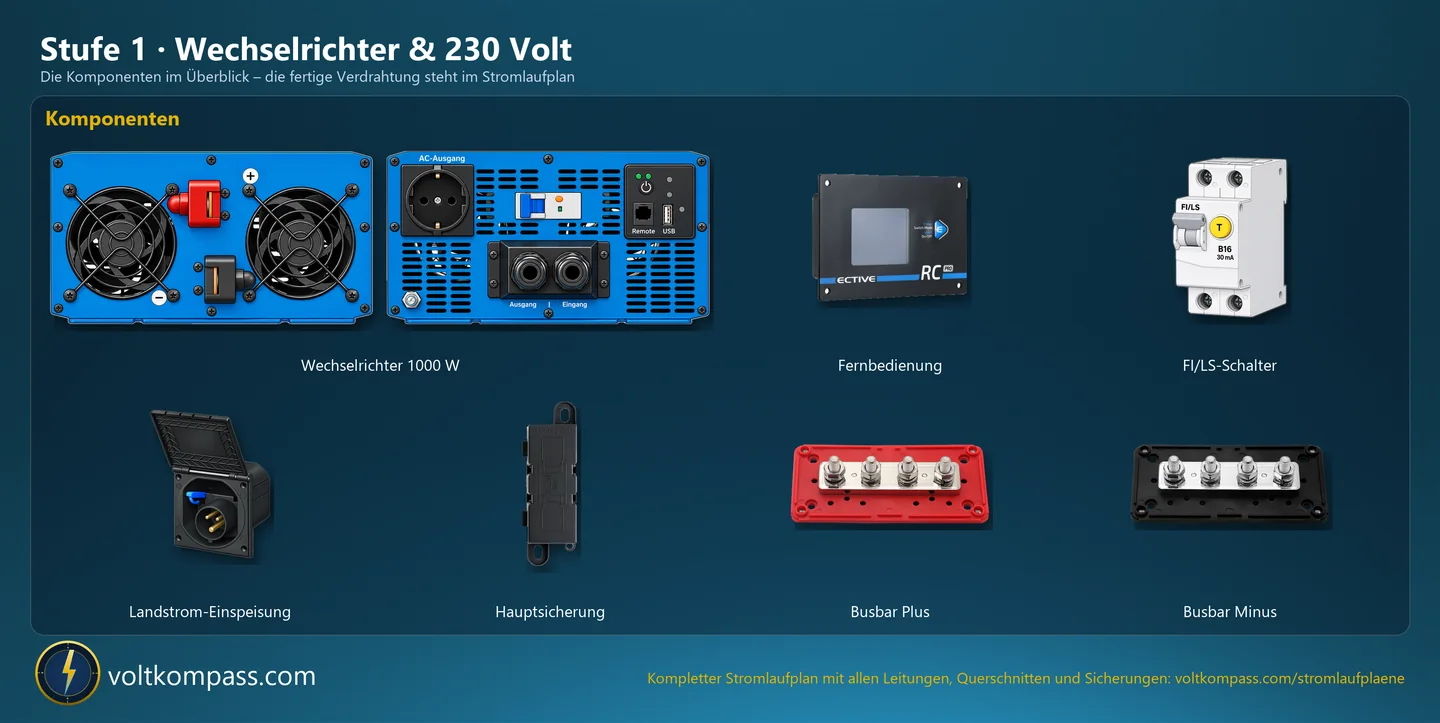 Stufe 1 · Wechselrichter & 230 Volt
Die Komponenten im Überblick – die fertige Verdrahtung steht im Stromlaufplan
Komponenten
+
−
AC-Ausgang
Remote USB
Ausgang | Eingang
ECTIVE RC PRO
FI/LS
T
B16
30 mA
Wechselrichter 1000 W
Fernbedienung
FI/LS-Schalter
Landstrom-Einspeisung
Hauptsicherung
Busbar Plus
Busbar Minus
voltkompass.com
Kompletter Stromlaufplan mit allen Leitungen, Querschnitten und Sicherungen: voltkompass.com/stromlaufplaene